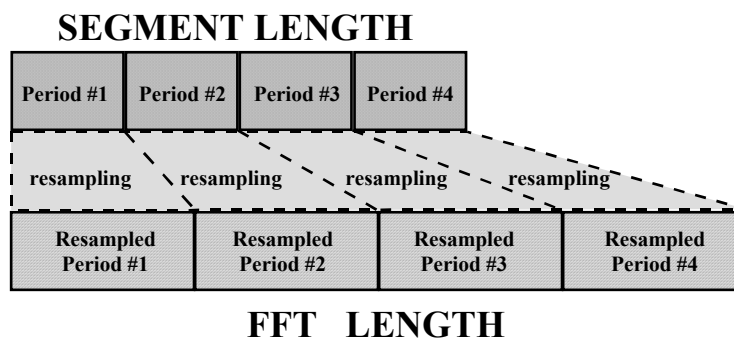 SEGMENT LENGTH
Period #1 Period #2 Period #3 Period #4
resampling resampling resampling resampling
Resampled Period #1
Resampled Period #2
Resampled Period #3
Resampled Period #4
FFT LENGTH